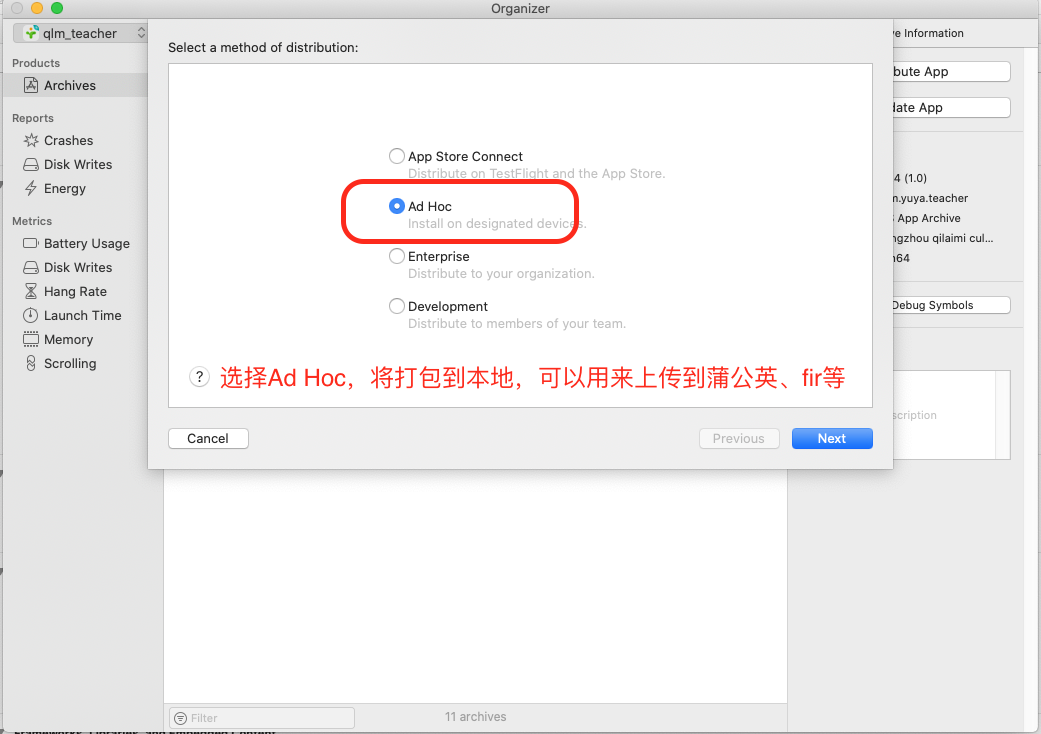 Organizer
qlm_teacher
Products
Archives
Reports
Crashes
Disk Writes
Energy
Metrics
Battery Usage
Disk Writes
Hang Rate
Launch Time
Memory
Scrolling
Select a method of distribution:
App Store Connect
Distribute on TestFlight and the App Store.
Ad Hoc
Install on designated devices.
Enterprise
Distribute to your organization.
Development
Distribute to members of your team.
? 选择Ad Hoc，将打包到本地，可以用来上传到蒲公英、fir等
Cancel
Previous
Next
Information
App
App
4 (1.0)
.yuya.teacher
App Archive
qilaimi cul...
Debug Symbols
Filter
11 archives
Frameworks, Libraries, and Embedded Content